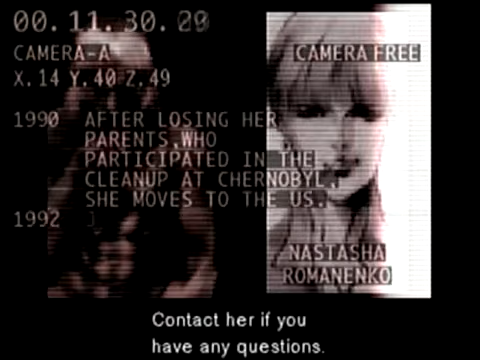 00.11.30.09
CAMERA-A
X.14 Y.40 Z.49
CAMERA FREE
1990 AFTER LOSING HER
PARENTS,WHO
PARTICIPATED IN THE
CLEANUP AT CHERNOBYL,
SHE MOVES TO THE US.
1992
NASTASHA
ROMANENKO
Contact her if you
have any questions.